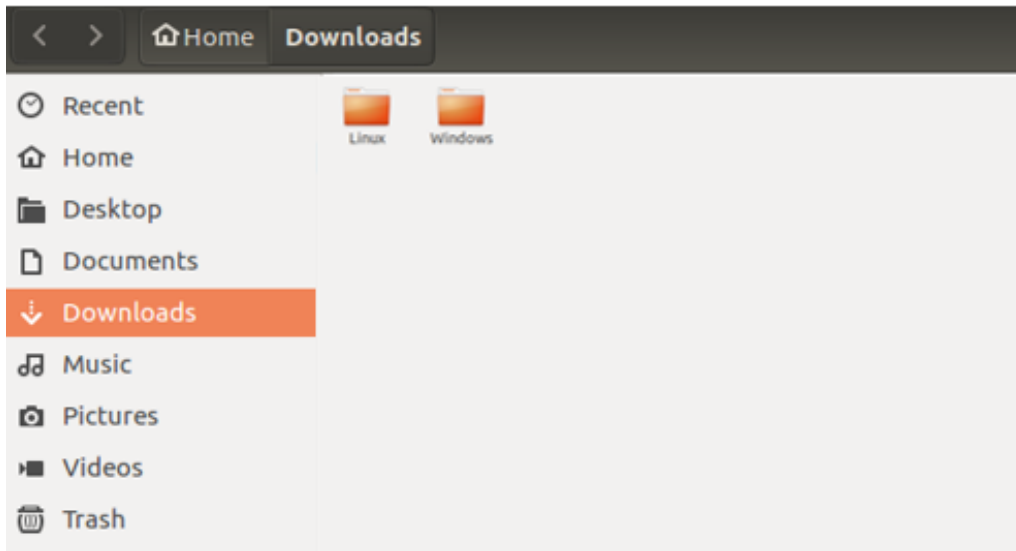 Home Downloads
Recent
Home
Desktop
Documents
Downloads
Music
Pictures
Videos
Trash
Linux Windows